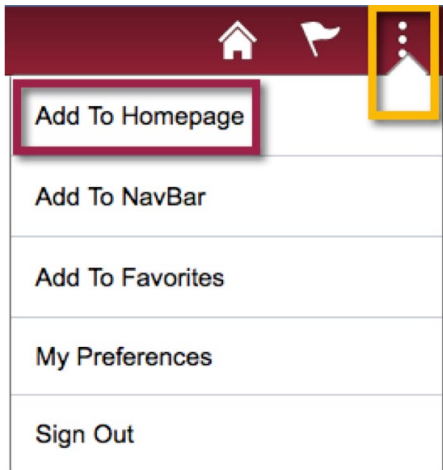 Add To Homepage
Add To NavBar
Add To Favorites
My Preferences
Sign Out